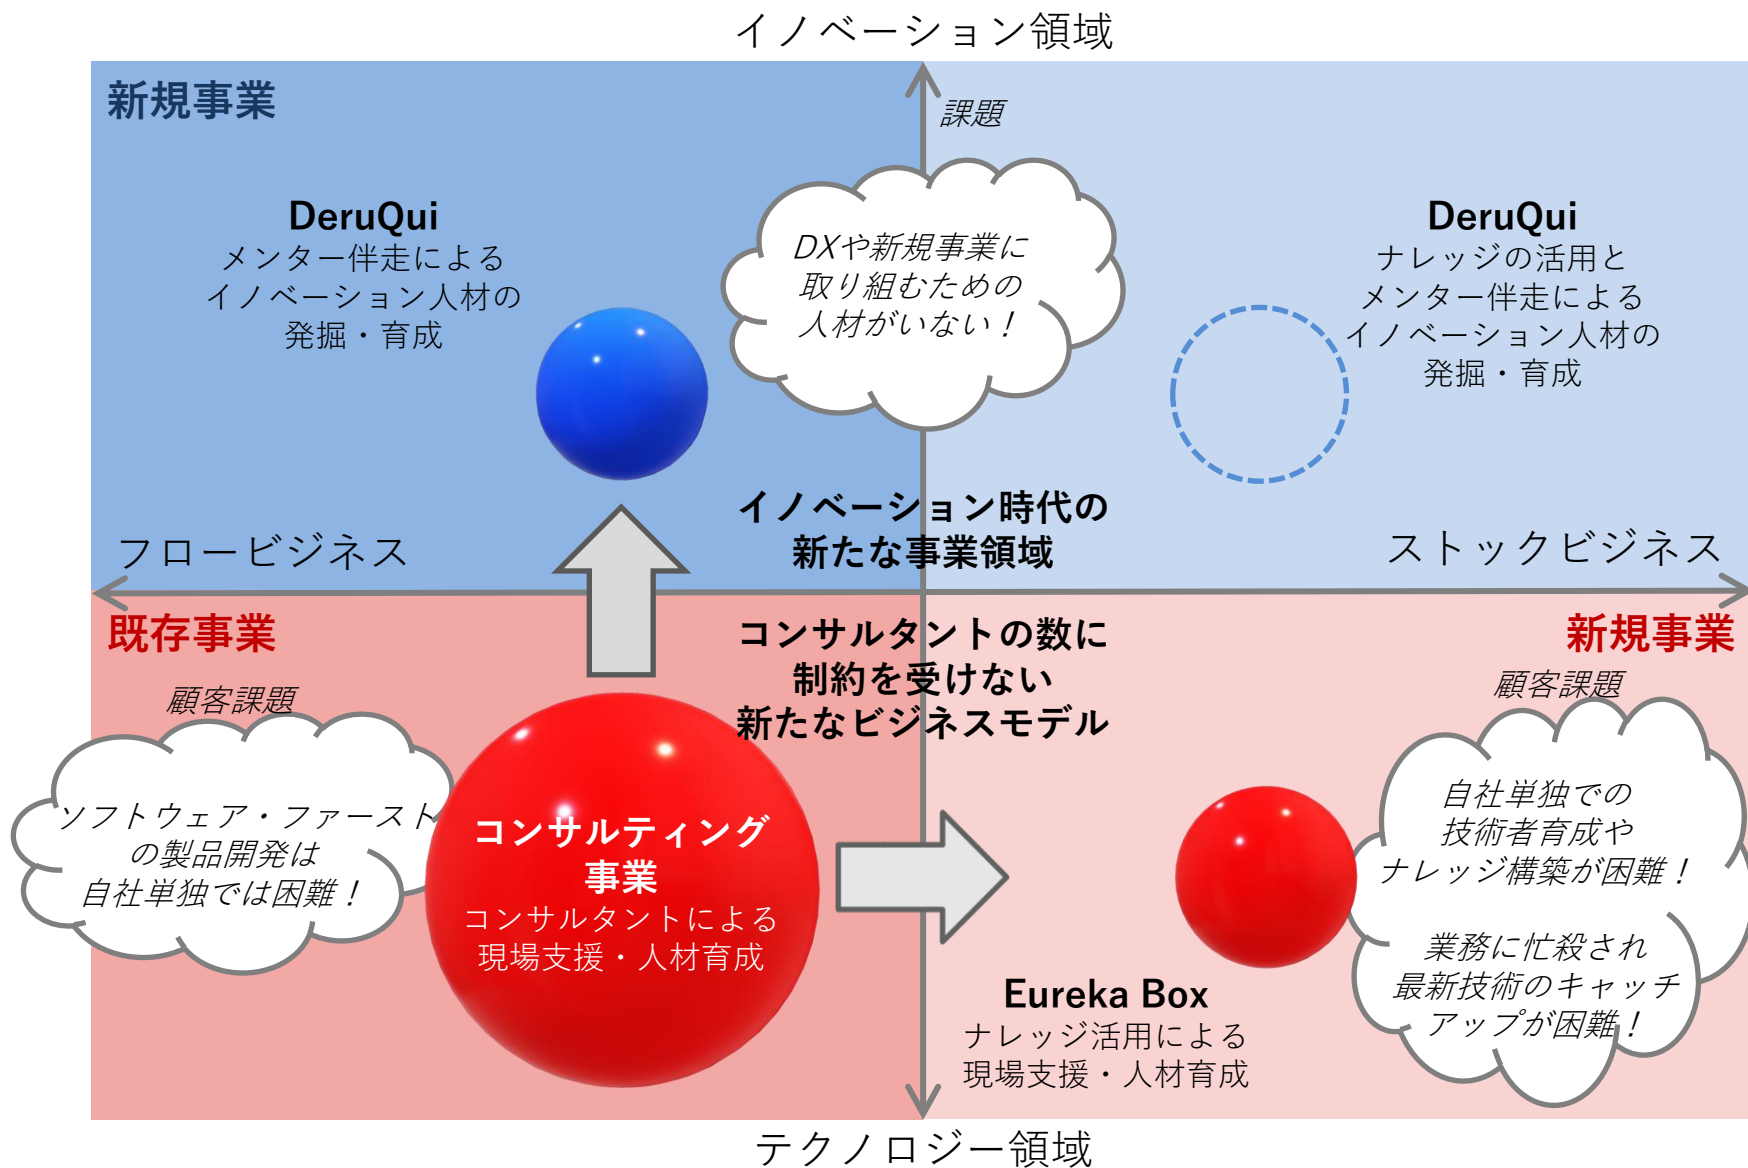 イノベーション領域
新規事業
課題
DeruQui
メンター伴走による
イノベーション人材の
発掘・育成
DXや新規事業に
取り組むための
人材がいない！
DeruQui
ナレッジの活用と
メンター伴走による
イノベーション人材の
発掘・育成
イノベーション時代の
新たな事業領域
フロービジネス
ストックビジネス
既存事業
コンサルタントの数に
制約を受けない
新たなビジネスモデル
新規事業
顧客課題
ソフトウェア・ファースト
の製品開発は
自社単独では困難！
コンサルティング
事業
コンサルタントによる
現場支援・人材育成
顧客課題
自社単独での
技術者育成や
ナレッジ構築が困難！
業務に忙殺され
最新技術のキャッチ
アップが困難！
Eureka Box
ナレッジ活用による
現場支援・人材育成
テクノロジー領域